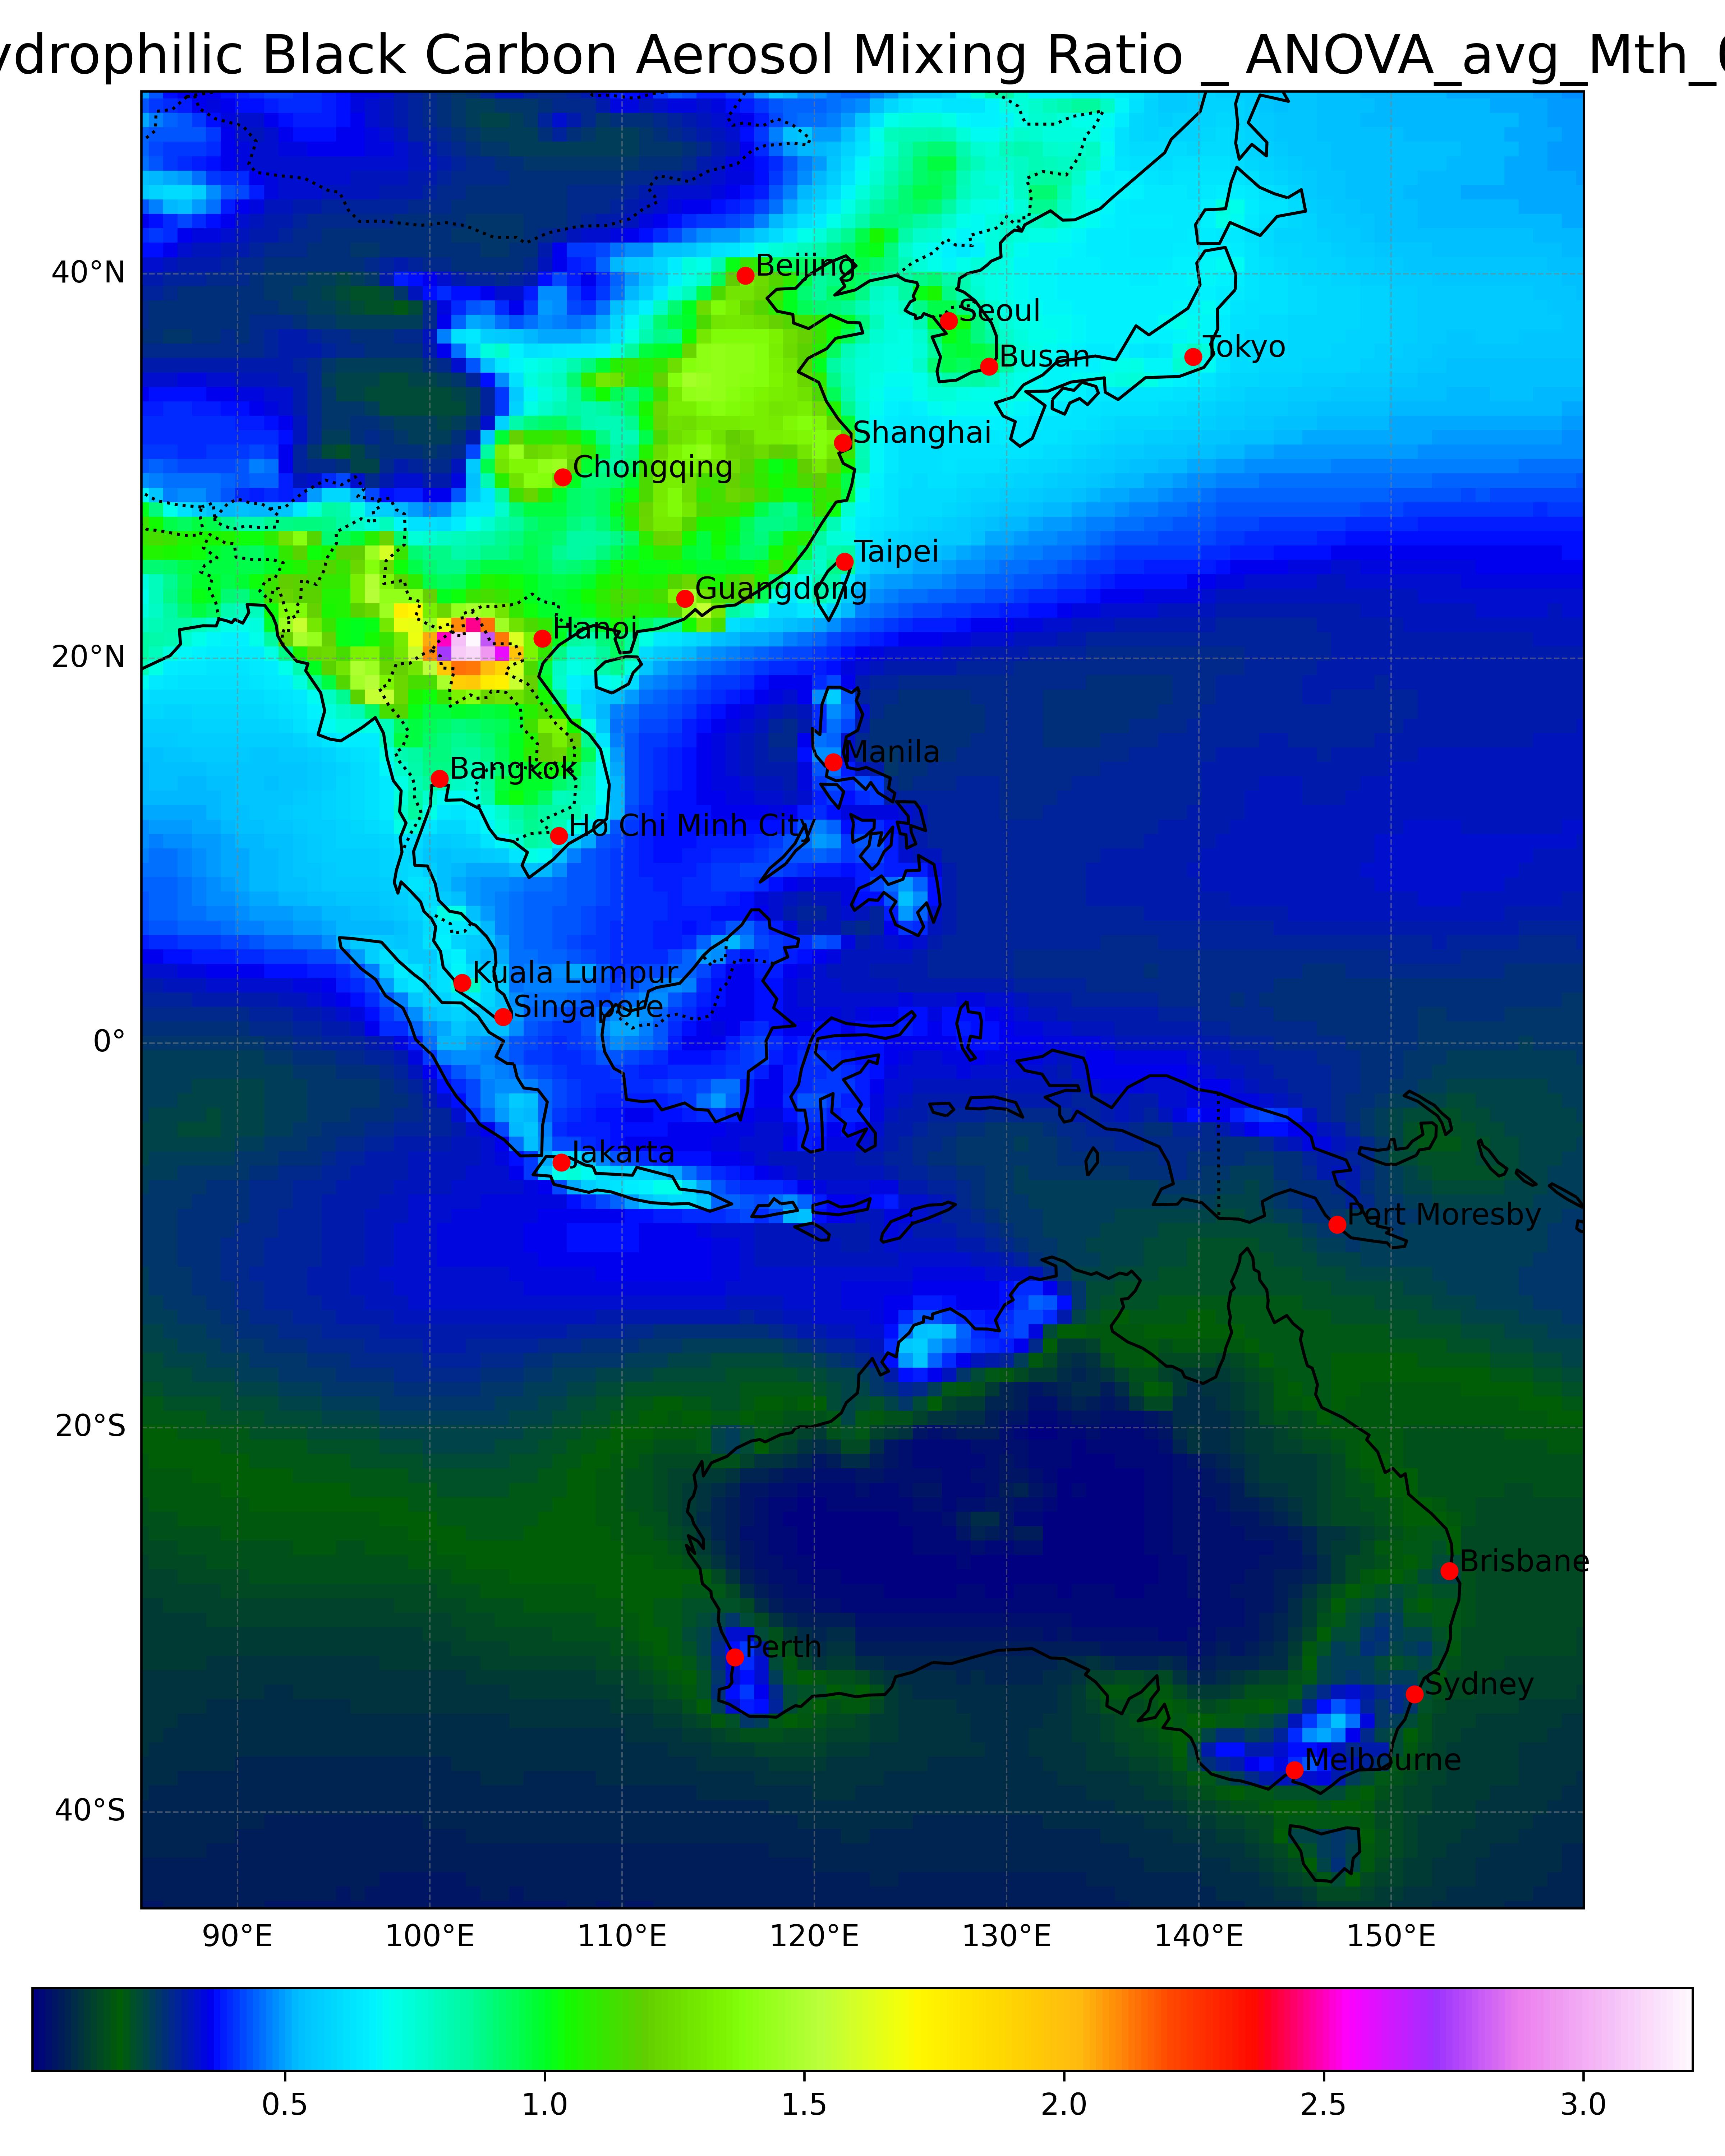 ydrophilic Black Carbon Aerosol Mixing Ratio _ ANOVA_avg_Mth_0
40°N
20°N
0°
20°S
40°S
Beijing
Seoul
Busan
Tokyo
Shanghai
Chongqing
Taipei
Guangdong
Hanoi
Manila
Bangkok
Ho Chi Minh City
Kuala Lumpur
Singapore
Jakarta
Port Moresby
Brisbane
Perth
Sydney
Melbourne
90°E 100°E 110°E 120°E 130°E 140°E 150°E
0.5 1.0 1.5 2.0 2.5 3.0